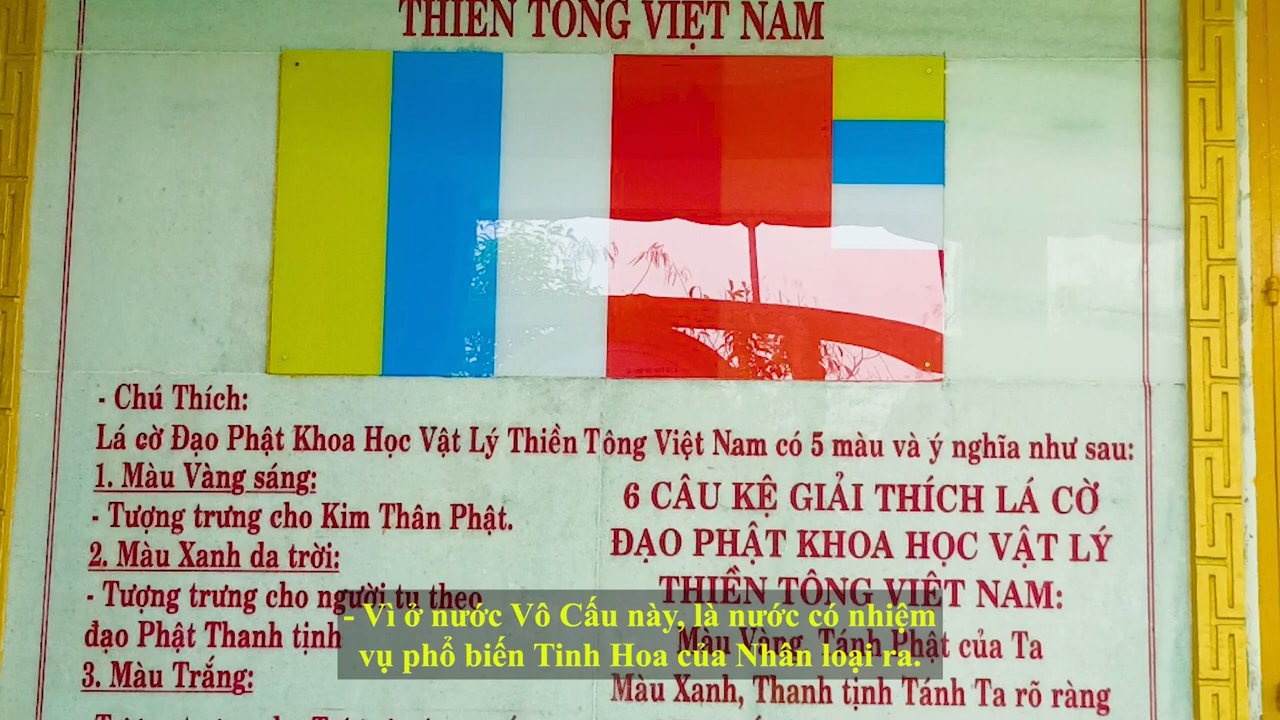 THIỀN TÔNG VIỆT NAM
- Chú Thích:
Lá cờ Đạo Phật Khoa Học Vật Lý Thiền Tông Việt Nam có 5 màu và ý nghĩa như sau:
1. Màu Vàng sáng:
- Tượng trưng cho Kim Thân Phật.
2. Màu Xanh da trời:
- Tượng trưng cho người tu theo
đạo Phật Thanh tịnh
3. Màu Trắng:
6 CÂU KỆ GIẢI THÍCH LÁ CỜ
ĐẠO PHẬT KHOA HỌC VẬT LÝ
THIỀN TÔNG VIỆT NAM:
Màu Vàng, Tánh Phật của Ta
Màu Xanh, Thanh tịnh Tánh Ta rõ ràng
- Vì ở nước Vô Cấu này, là nước có nhiệm
vụ phổ biến Tinh Hoa của Nhân loại ra.